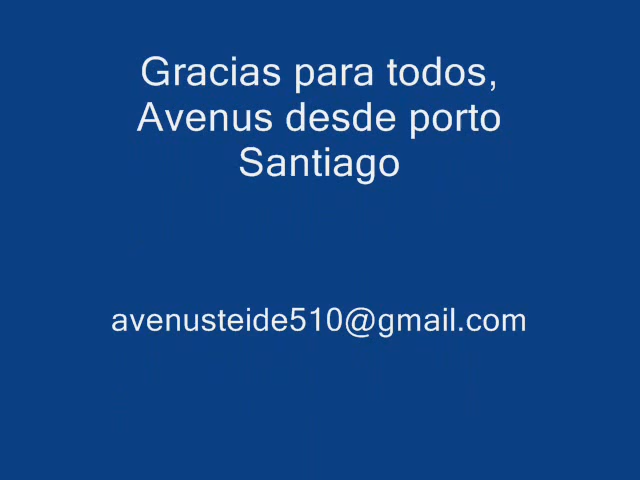 Gracias para todos,
Avenus desde porto
Santiago
avenusteide510@gmail.com